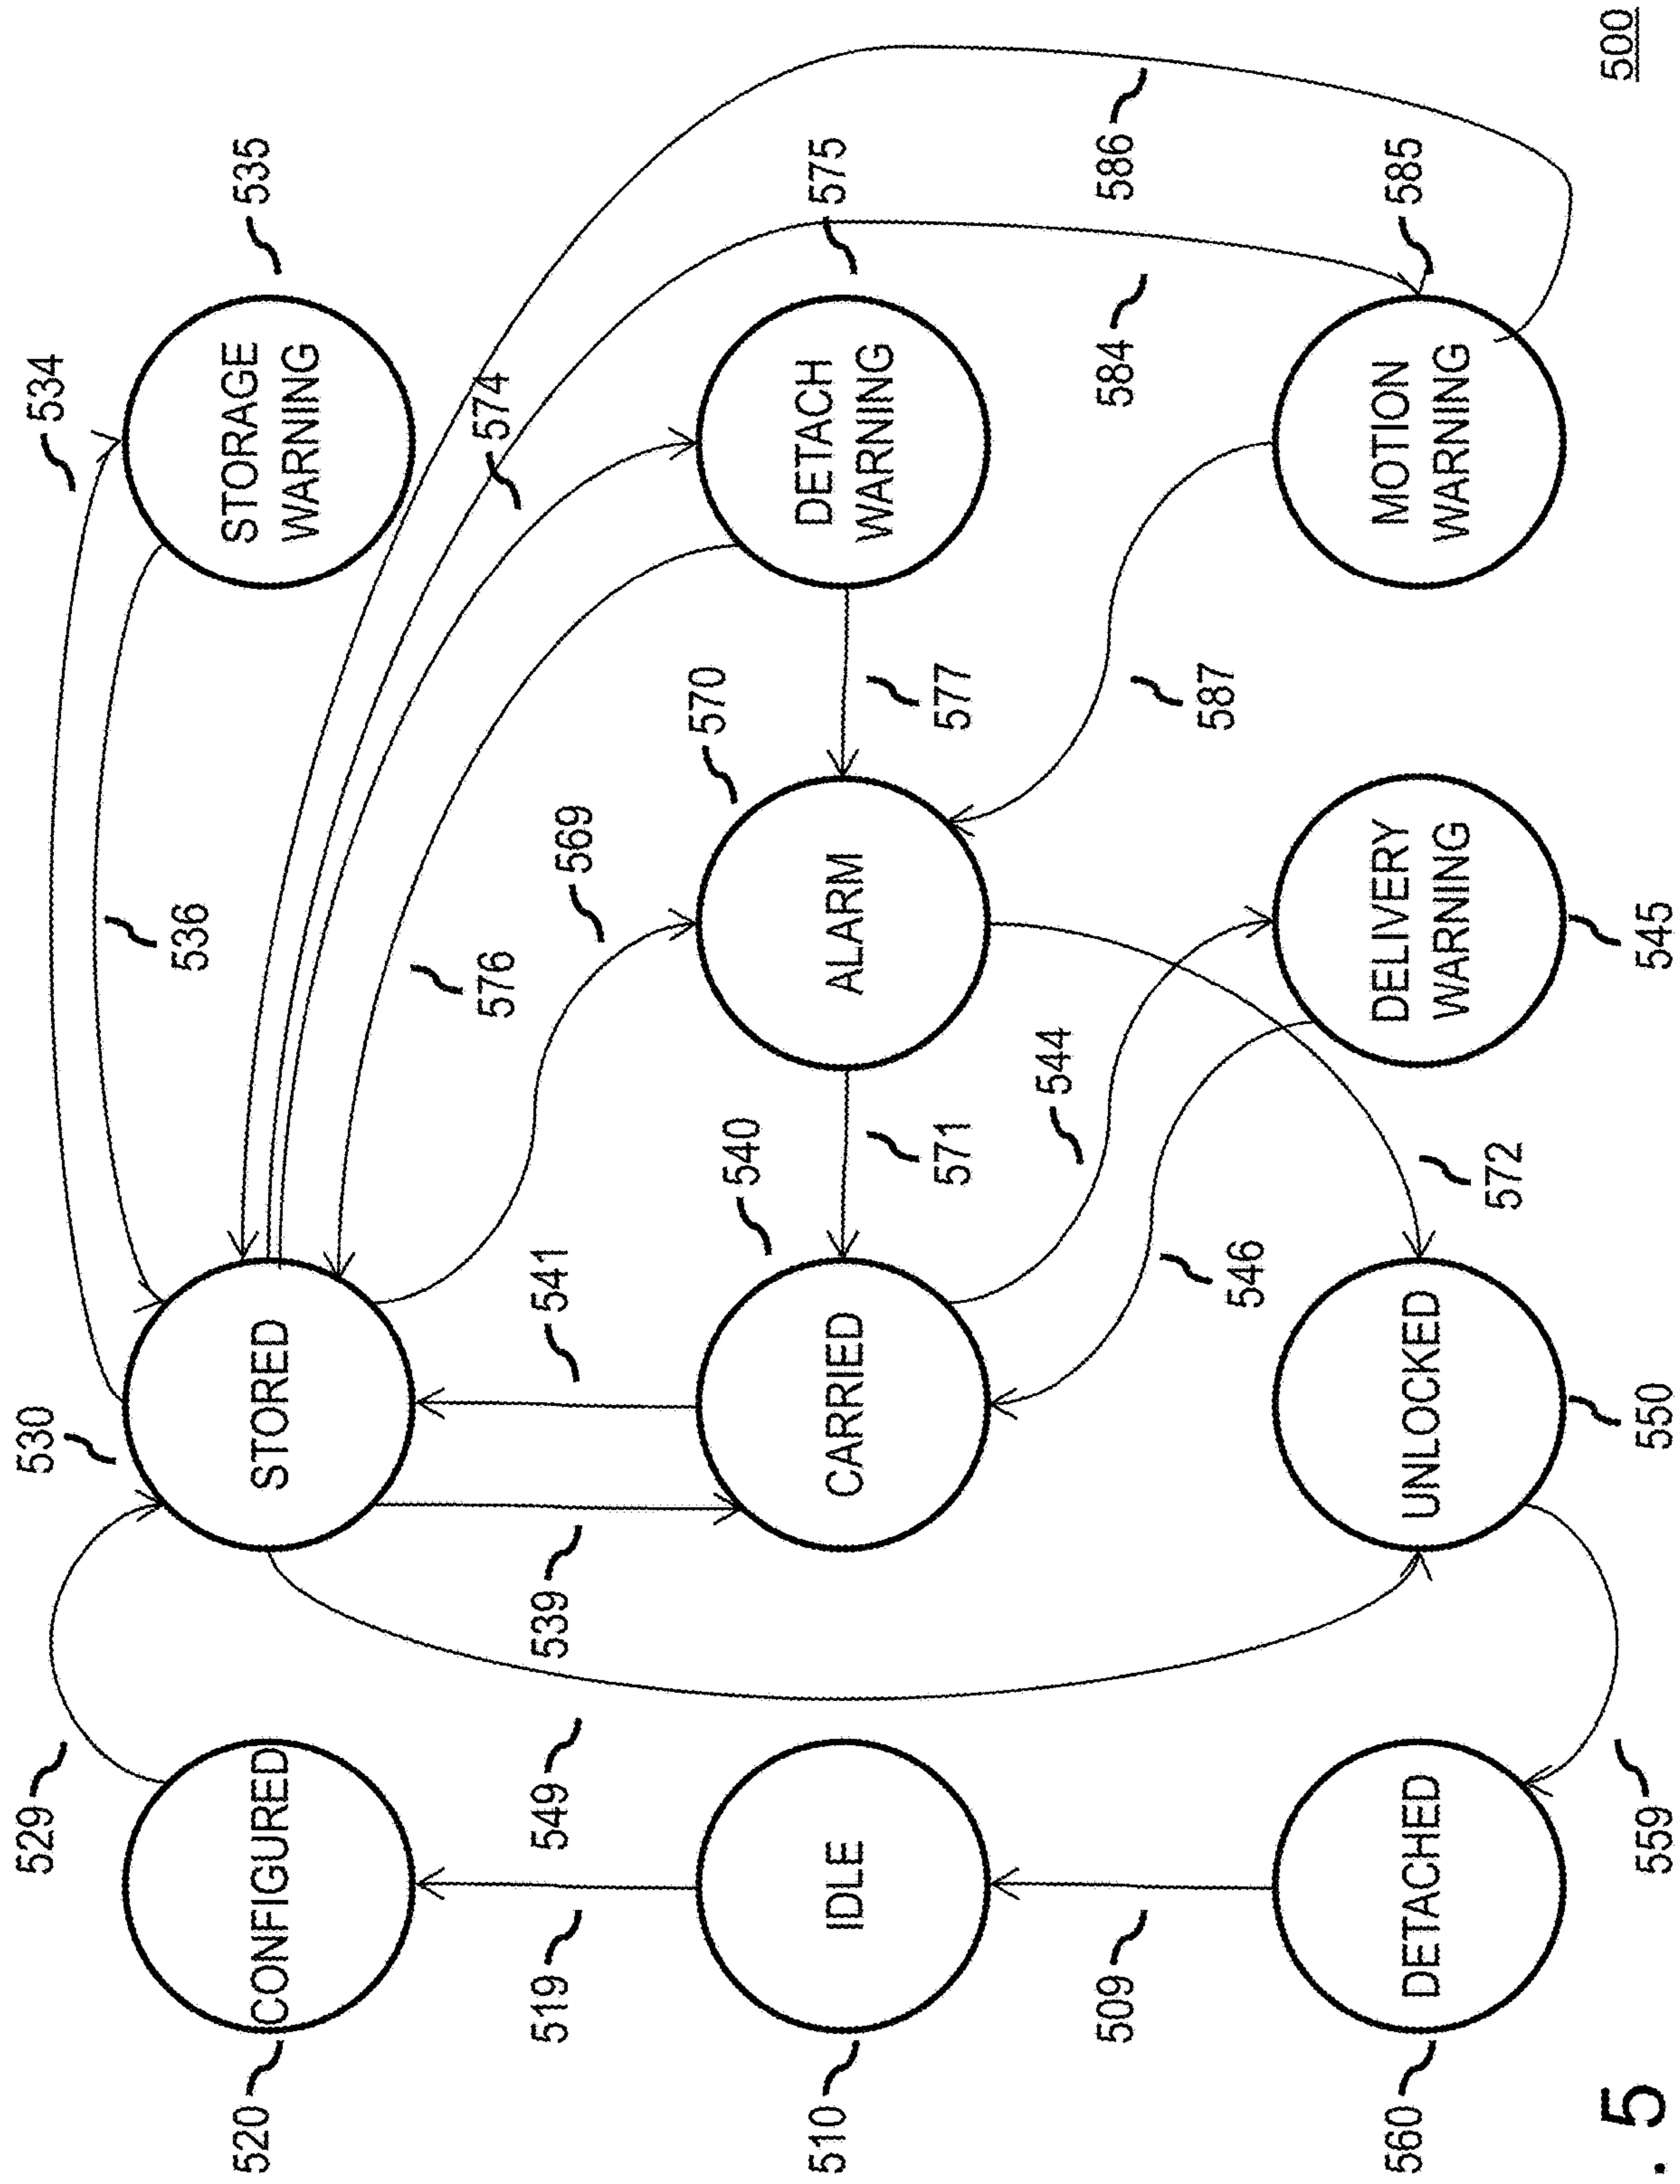 529
530
534
536
520
CONFIGURED
STORED
STORAGE
WARNING
535
576
574
519
549
539
541
569
540
570
510
IDLE
CARRIED
ALARM
DETACH
WARNING
575
571
577
544
509
584
586
546
587
560
DETACHED
UNLOCKED
DELIVERY
WARNING
MOTION
WARNING
585
572
559
550
545
. 5
500